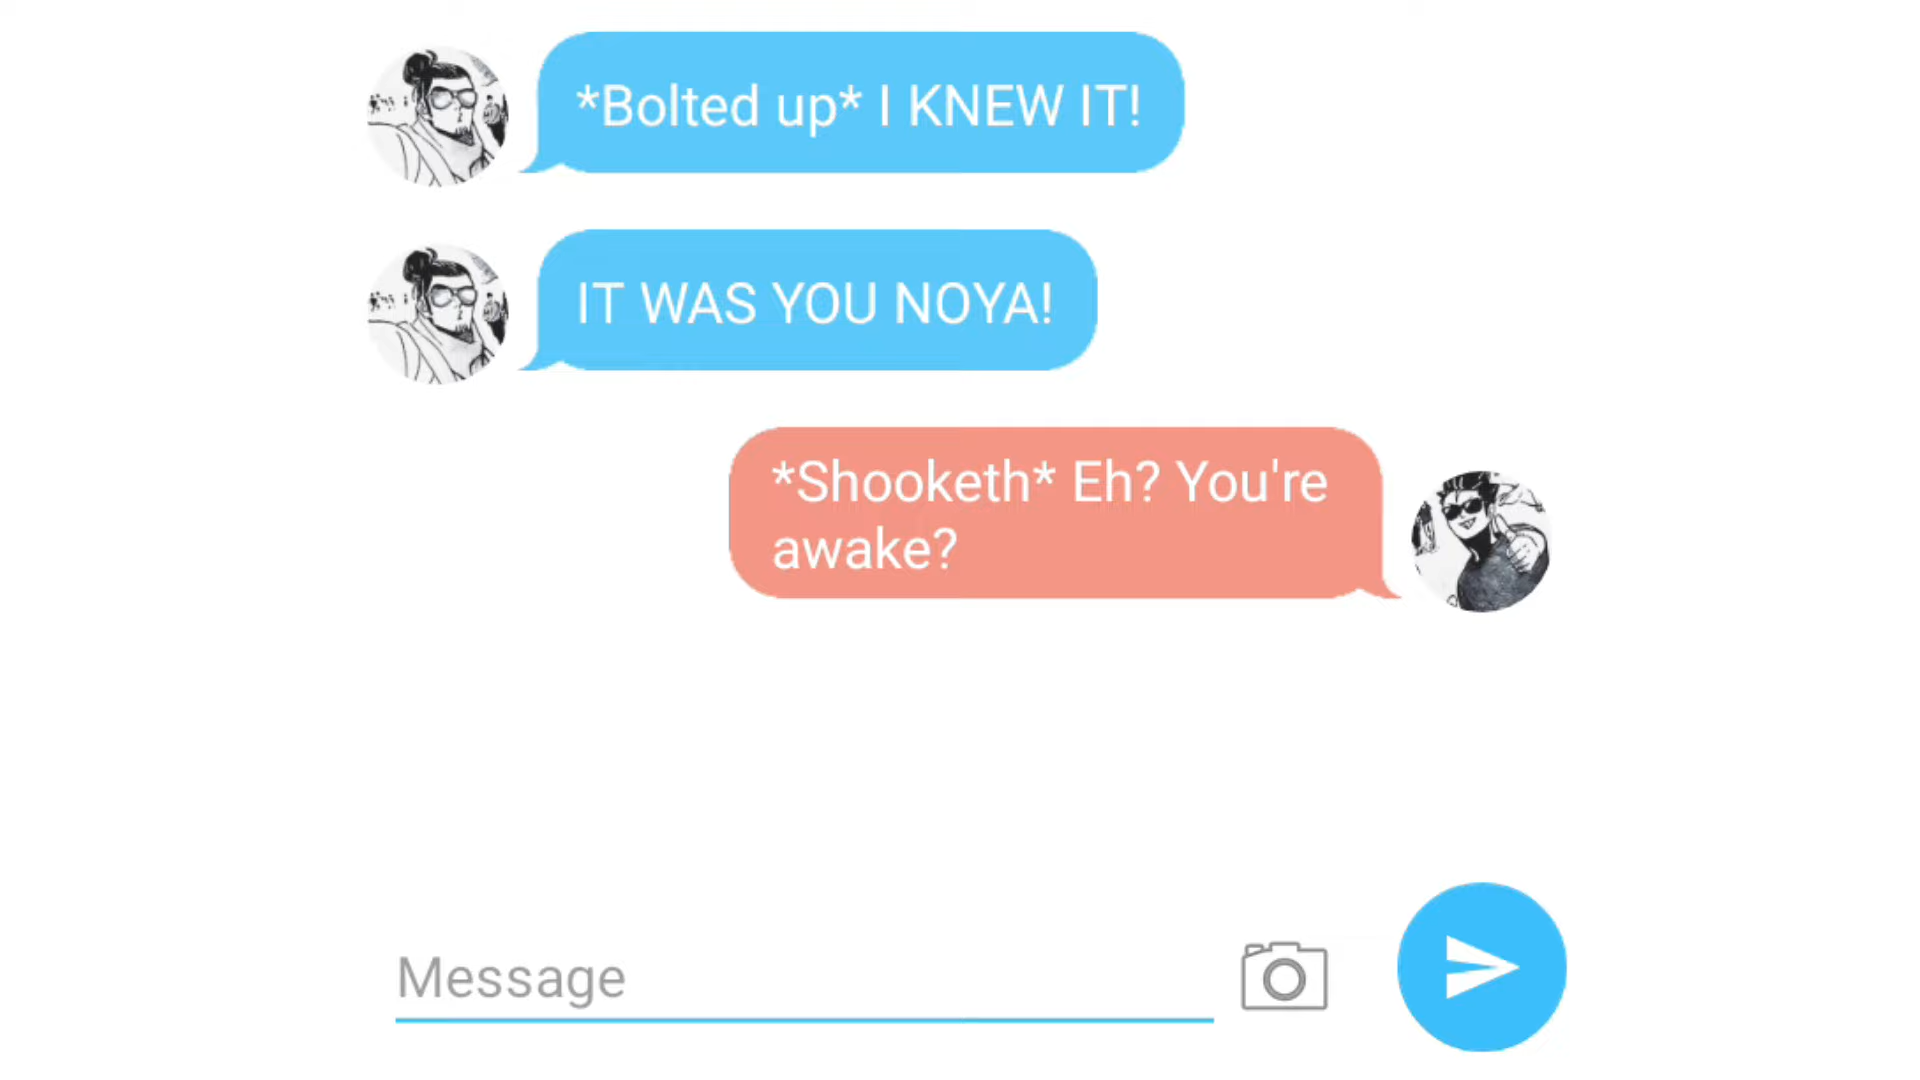 *Bolted up* I KNEW IT!
IT WAS YOU NOYA!
*Shooketh* Eh? You're
awake?
Message